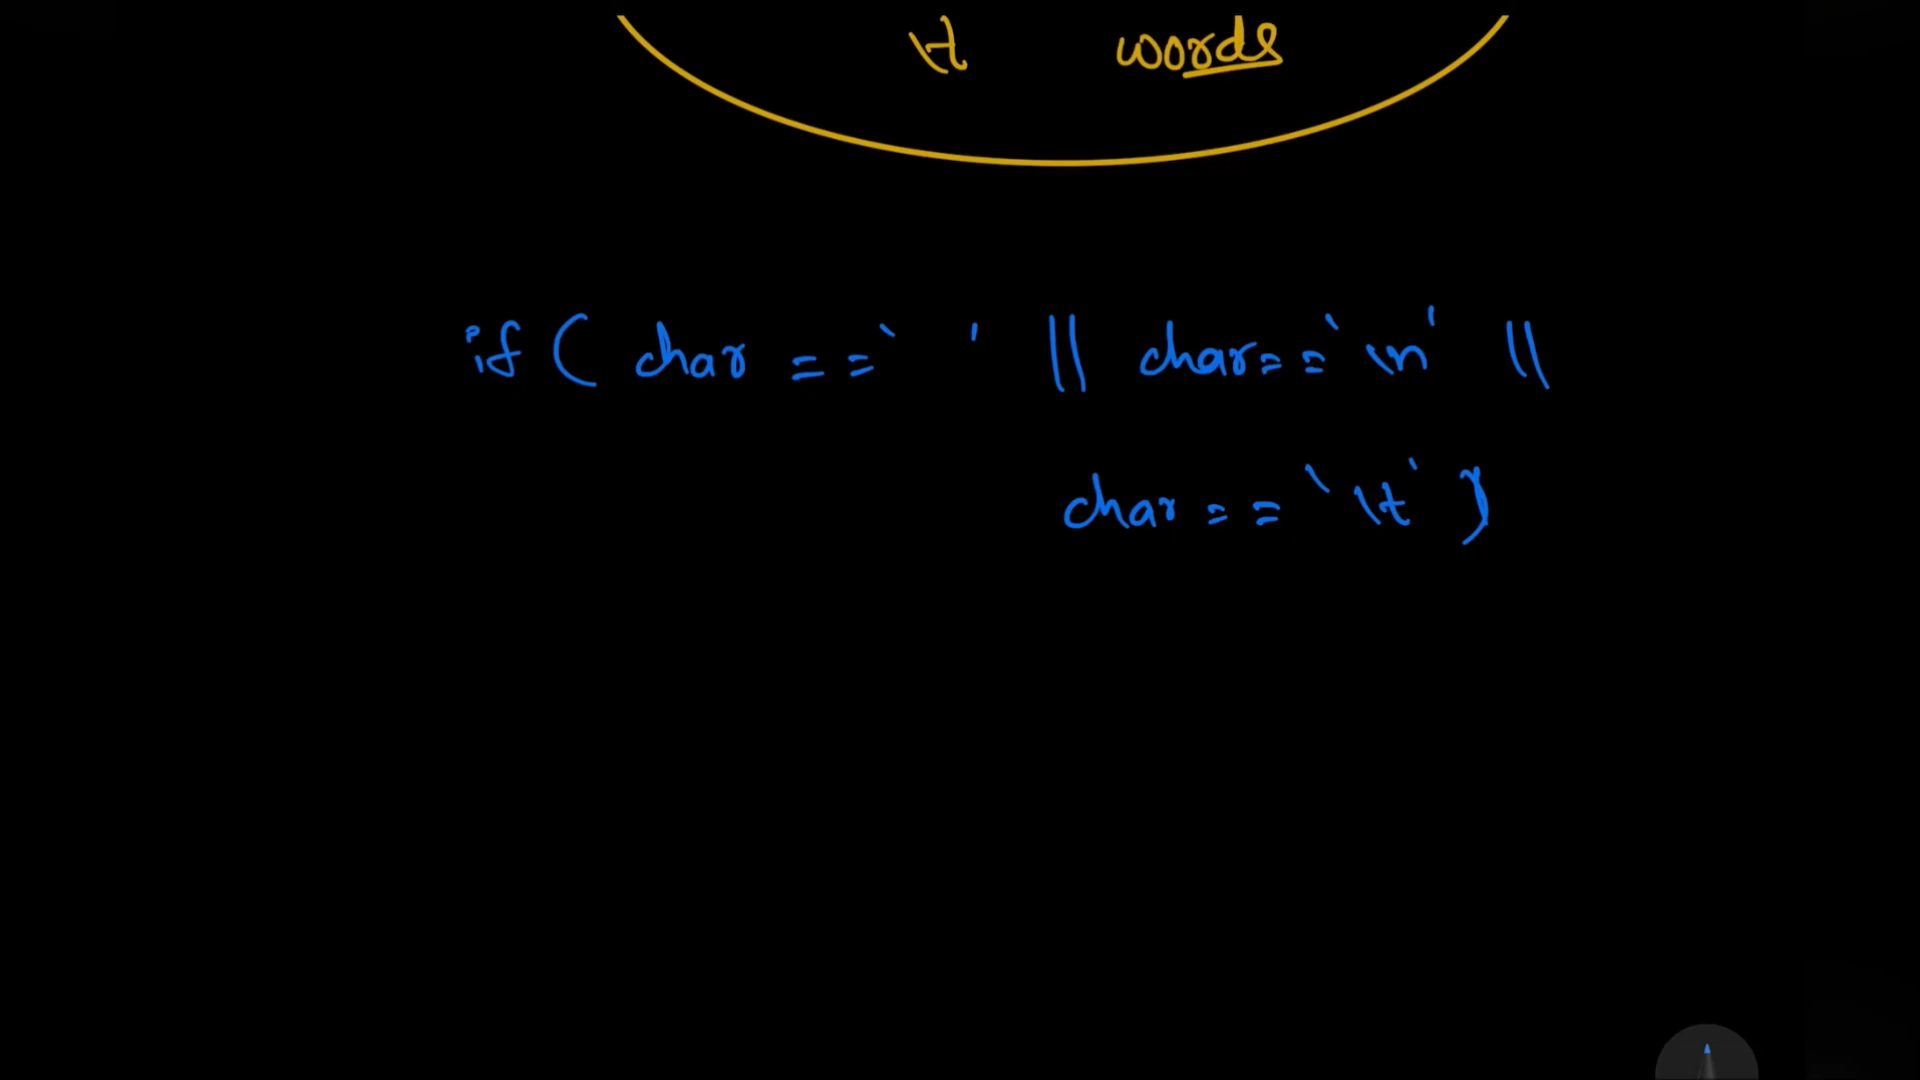 \t words
if ( char == ' ' || char == '\n' ||
char == '\t' )